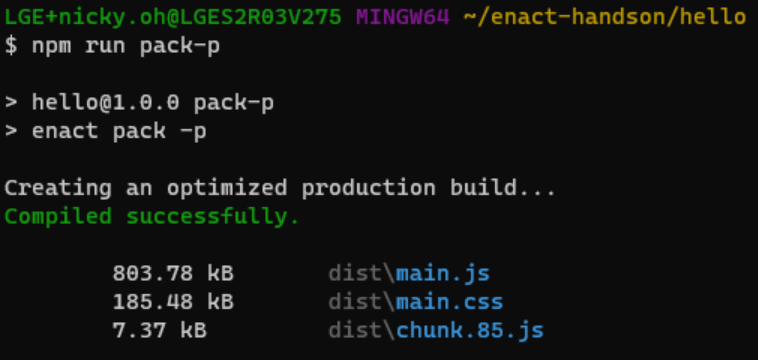 LGE+nicky.oh@LGES2R03V275 MINGW64 ~/enact-handson/hello
$ npm run pack-p
> hello@1.0.0 pack-p
> enact pack -p
Creating an optimized production build...
Compiled successfully.
803.78 kB dist\main.js
185.48 kB dist\main.css
7.37 kB dist\chunk.85.js